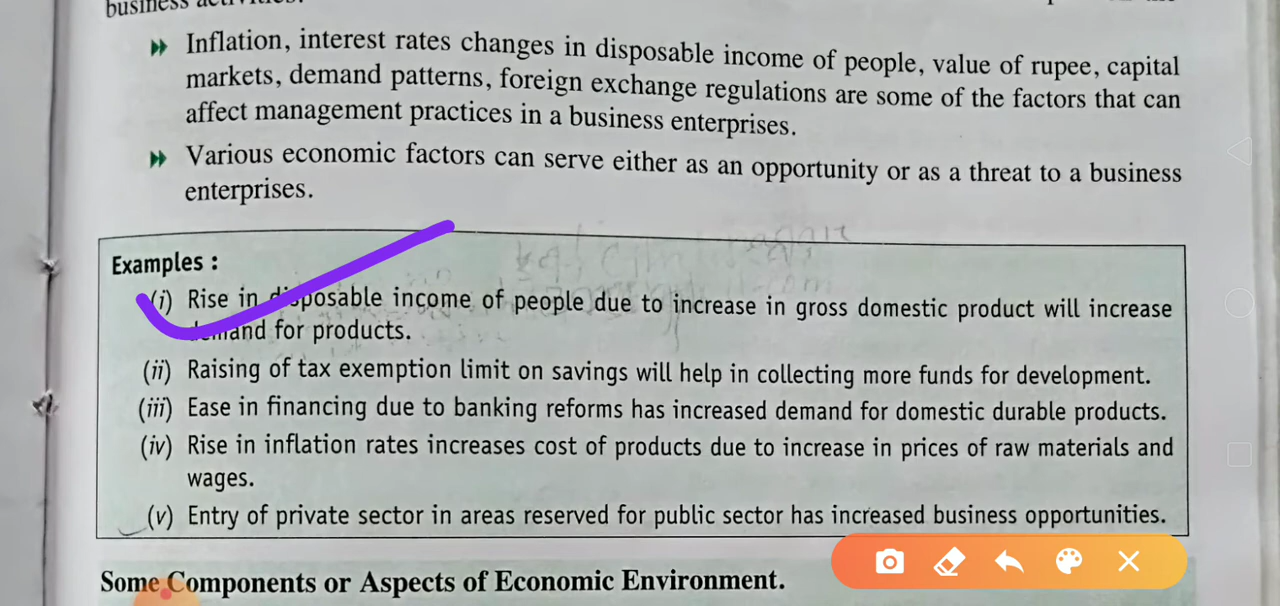 business
Inflation, interest rates changes in disposable income of people, value of rupee, capital
markets, demand patterns, foreign exchange regulations are some of the factors that can
affect management practices in a business enterprises.
Various economic factors can serve either as an opportunity or as a threat to a business
enterprises.
Examples :
(i) Rise in disposable income of people due to increase in gross domestic product will increase
demand for products.
(ii) Raising of tax exemption limit on savings will help in collecting more funds for development.
(iii) Ease in financing due to banking reforms has increased demand for domestic durable products.
(iv) Rise in inflation rates increases cost of products due to increase in prices of raw materials and
wages.
(v) Entry of private sector in areas reserved for public sector has increased business opportunities.
Some Components or Aspects of Economic Environment.